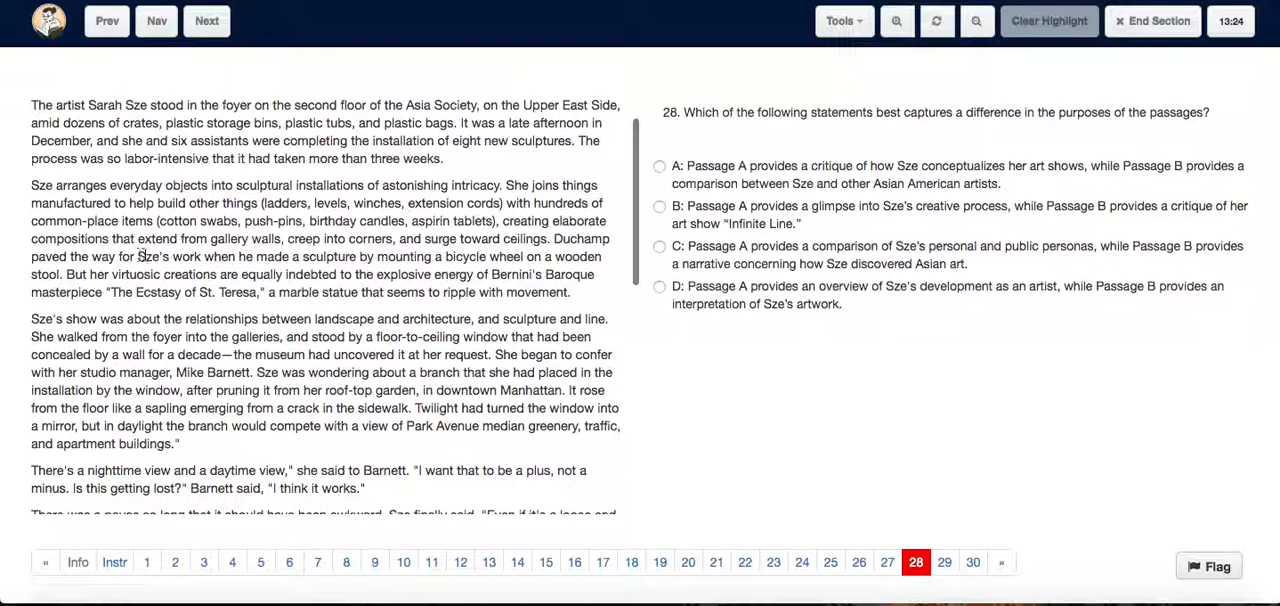 Prev
Nav
Next
Tools
Clear Highlight
× End Section
13:24
The artist Sarah Sze stood in the foyer on the second floor of the Asia Society, on the Upper East Side,
amid dozens of crates, plastic storage bins, plastic tubs, and plastic bags. It was a late afternoon in
December, and she and six assistants were completing the installation of eight new sculptures. The
process was so labor-intensive that it had taken more than three weeks.
Sze arranges everyday objects into sculptural installations of astonishing intricacy. She joins things
manufactured to help build other things (ladders, levels, winches, extension cords) with hundreds of
common-place items (cotton swabs, push-pins, birthday candles, aspirin tablets), creating elaborate
compositions that extend from gallery walls, creep into corners, and surge toward ceilings. Duchamp
paved the way for Sze's work when he made a sculpture by mounting a bicycle wheel on a wooden
stool. But her virtuosic creations are equally indebted to the explosive energy of Bernini's Baroque
masterpiece "The Ecstasy of St. Teresa," a marble statue that seems to ripple with movement.
Sze's show was about the relationships between landscape and architecture, and sculpture and line.
She walked from the foyer into the galleries, and stood by a floor-to-ceiling window that had been
concealed by a wall for a decade—the museum had uncovered it at her request. She began to confer
with her studio manager, Mike Barnett. Sze was wondering about a branch that she had placed in the
installation by the window, after pruning it from her roof-top garden, in downtown Manhattan. It rose
from the floor like a sapling emerging from a crack in the sidewalk. Twilight had turned the window into
a mirror, but in daylight the branch would compete with a view of Park Avenue median greenery, traffic,
and apartment buildings."
There's a nighttime view and a daytime view," she said to Barnett. "I want that to be a plus, not a
minus. Is this getting lost?" Barnett said, "I think it works."
There was a pause so long that it should have been awkward. Sze finally said, "Even if it's a loose end
28. Which of the following statements best captures a difference in the purposes of the passages?
A: Passage A provides a critique of how Sze conceptualizes her art shows, while Passage B provides a
comparison between Sze and other Asian American artists.
B: Passage A provides a glimpse into Sze's creative process, while Passage B provides a critique of her
art show “Infinite Line.”
C: Passage A provides a comparison of Sze's personal and public personas, while Passage B provides
a narrative concerning how Sze discovered Asian art.
D: Passage A provides an overview of Sze's development as an artist, while Passage B provides an
interpretation of Sze's artwork.
« Info Instr 1 2 3 4 5 6 7 8 9 10 11 12 13 14 15 16 17 18 19 20 21 22 23 24 25 26 27 28 29 30 »
Flag